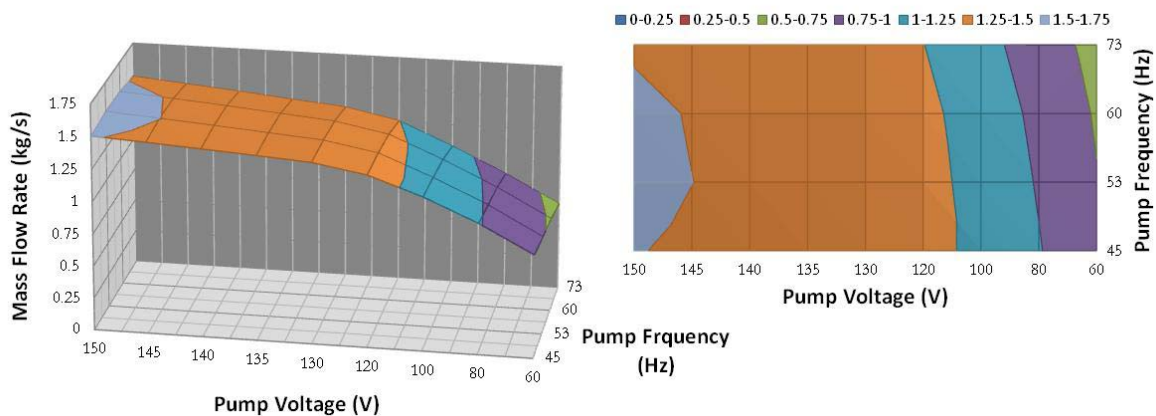 0-0.25 0.25-0.5 0.5-0.75 0.75-1 1-1.25 1.25-1.5 1.5-1.75
Mass Flow Rate (kg/s)
1.75
1.5
1.25
1
0.75
0.5
0.25
0
150 145 140 135 130 120 100 80 60
Pump Voltage (V)
73
60
53
45
Pump Frquency
(Hz)
73
60
53
45
Pump Frequency (Hz)
150 145 140 135 130 120 100 80 60
Pump Voltage (V)